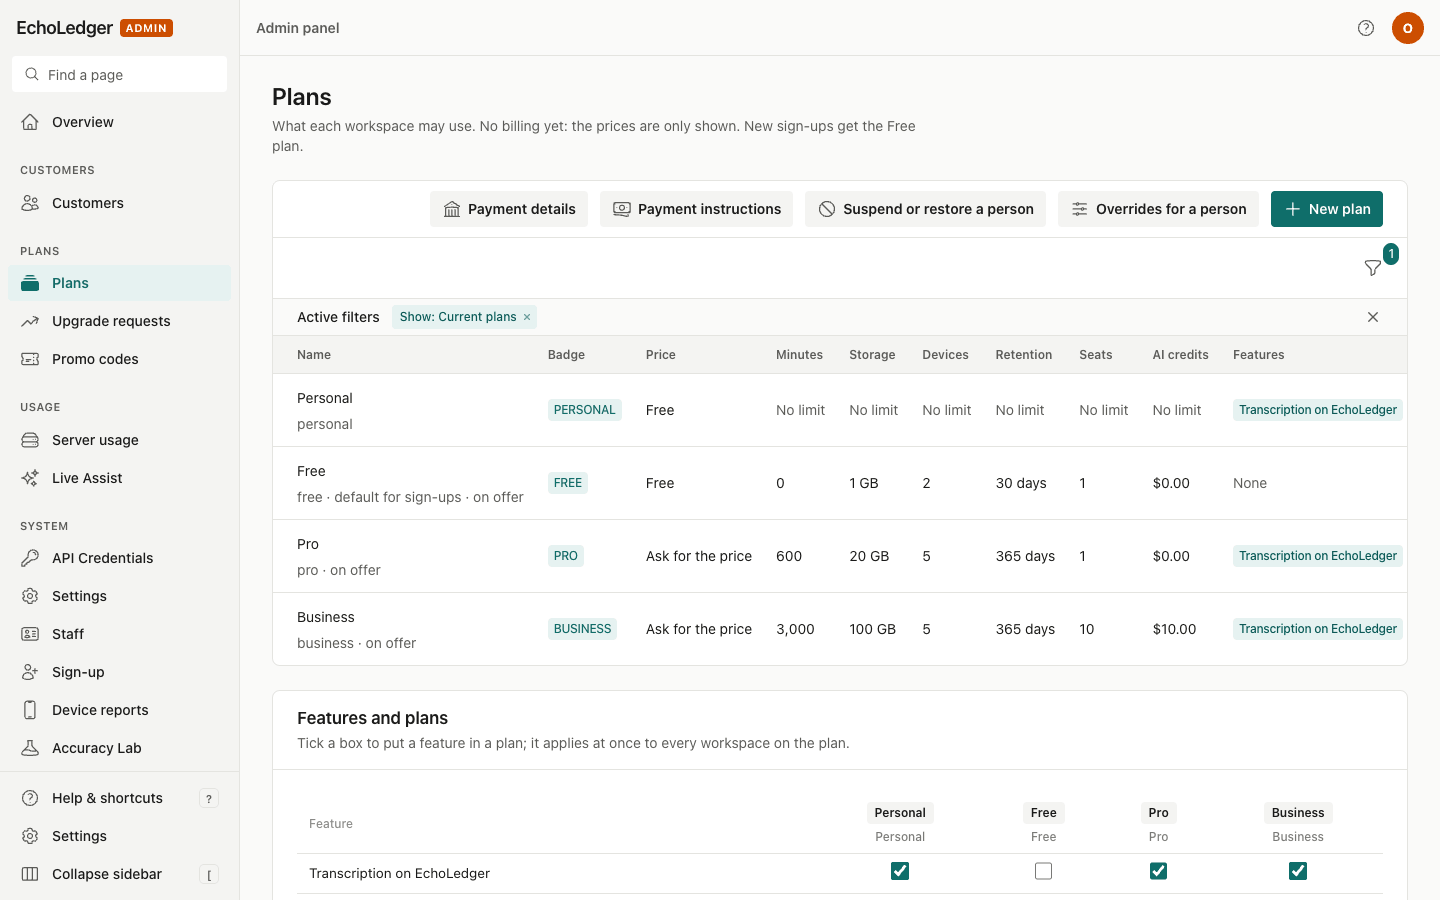 EchoLedger ADMIN
Admin panel
O
Find a page
Overview
CUSTOMERS
Customers
PLANS
Plans
Upgrade requests
Promo codes
USAGE
Server usage
Live Assist
SYSTEM
API Credentials
Settings
Staff
Sign-up
Device reports
Accuracy Lab
Help & shortcuts ?
Settings
Collapse sidebar [
Plans
What each workspace may use. No billing yet: the prices are only shown. New sign-ups get the Free
plan.
Payment details Payment instructions Suspend or restore a person Overrides for a person New plan
1
Active filters Show: Current plans ×
Name Badge Price Minutes Storage Devices Retention Seats AI credits Features
Personal
personal
PERSONAL Free No limit No limit No limit No limit No limit No limit Transcription on EchoLedger
Free
free · default for sign-ups · on offer
FREE Free 0 1 GB 2 30 days 1 $0.00 None
Pro
pro · on offer
PRO Ask for the price 600 20 GB 5 365 days 1 $0.00 Transcription on EchoLedger
Business
business · on offer
BUSINESS Ask for the price 3,000 100 GB 5 365 days 10 $10.00 Transcription on EchoLedger
Features and plans
Tick a box to put a feature in a plan; it applies at once to every workspace on the plan.
Feature
Personal Free Pro Business
Personal Free Pro Business
Transcription on EchoLedger